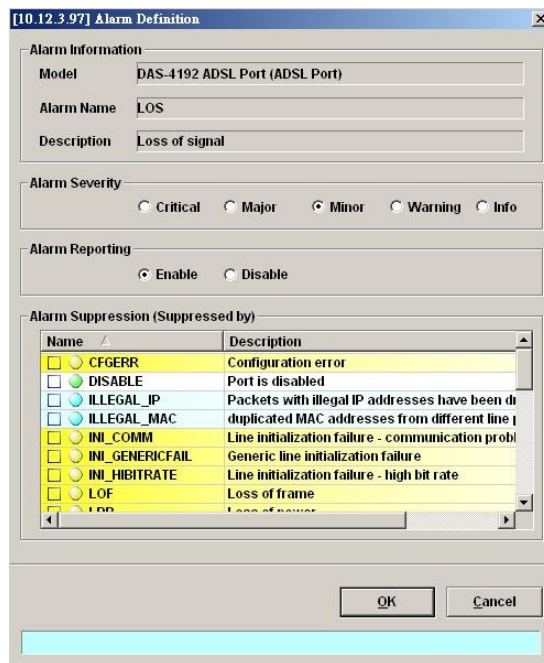 [10.12.3.97] Alarm Definition
Alarm Information
Model DAS-4192 ADSL Port (ADSL Port)
Alarm Name LOS
Description Loss of signal
Alarm Severity
Critical Major Minor Warning Info
Alarm Reporting
Enable Disable
Alarm Suppression (Suppressed by)
Name Description
CFGERR Configuration error
DISABLE Port is disabled
ILLEGAL_IP Packets with illegal IP addresses have been dr
ILLEGAL_MAC duplicated MAC addresses from different line p
INI_COMM Line initialization failure - communication probl
INI_GENERICFAIL Generic line initialization failure
INI_HIBITRATE Line initialization failure - high bit rate
LOF Loss of frame
LPR Loss of power
OK Cancel